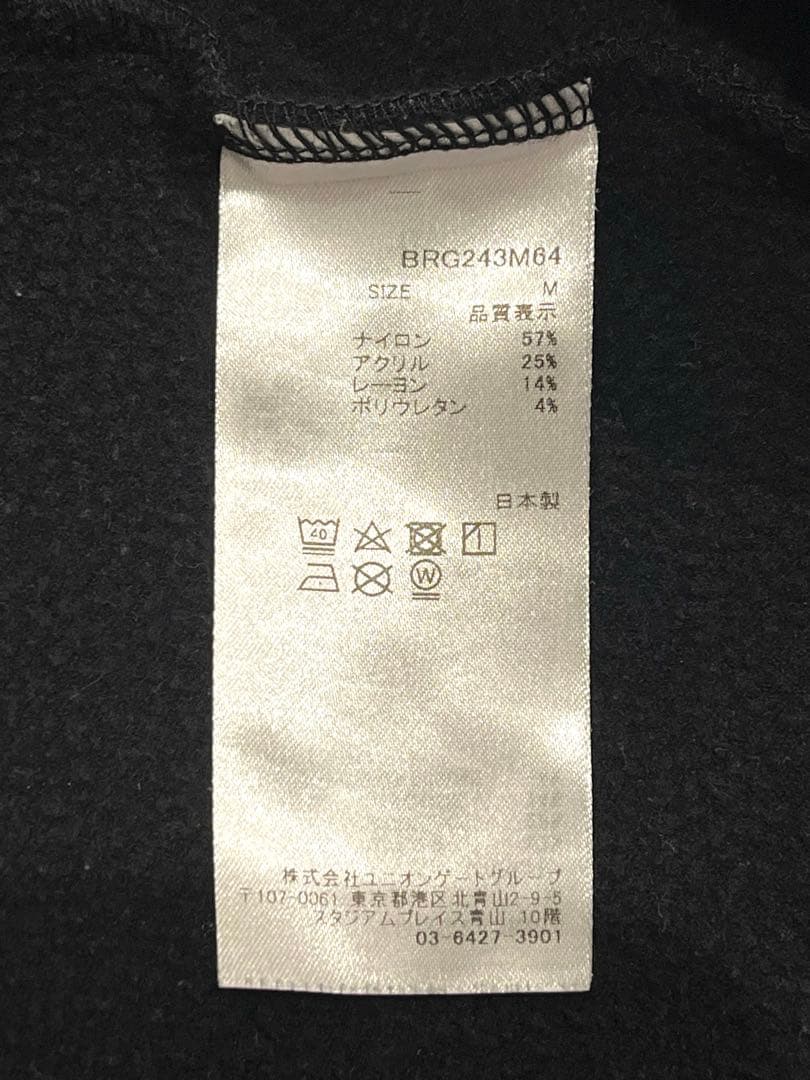 BRG243M64
SIZE M
品質表示
ナイロン 57%
アクリル 25%
レーヨン 14%
ポリウレタン 4%
日本製
40
1
W
株式会社ユニオンゲートグループ
〒107-0061 東京都港区北青山2-9-5
スタジアムプレイス青山 10階
03-6427-3901